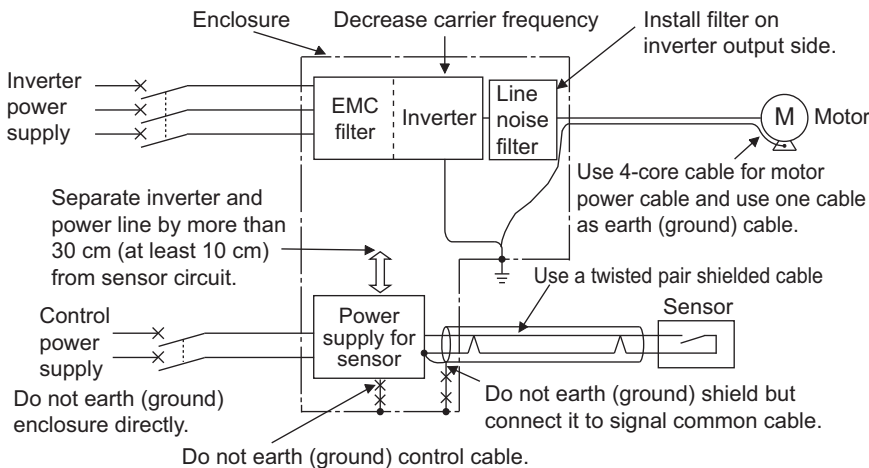 Enclosure
Decrease carrier frequency
Install filter on
inverter output side.
Inverter
power
supply
EMC
filter
Inverter
Line
noise
filter
M
Motor
Use 4-core cable for motor
power cable and use one cable
as earth (ground) cable.
Separate inverter and
power line by more than
30 cm (at least 10 cm)
from sensor circuit.
Use a twisted pair shielded cable
Control
power
supply
Power
supply for
sensor
Sensor
Do not earth (ground)
enclosure directly.
Do not earth (ground) shield but
connect it to signal common cable.
Do not earth (ground) control cable.